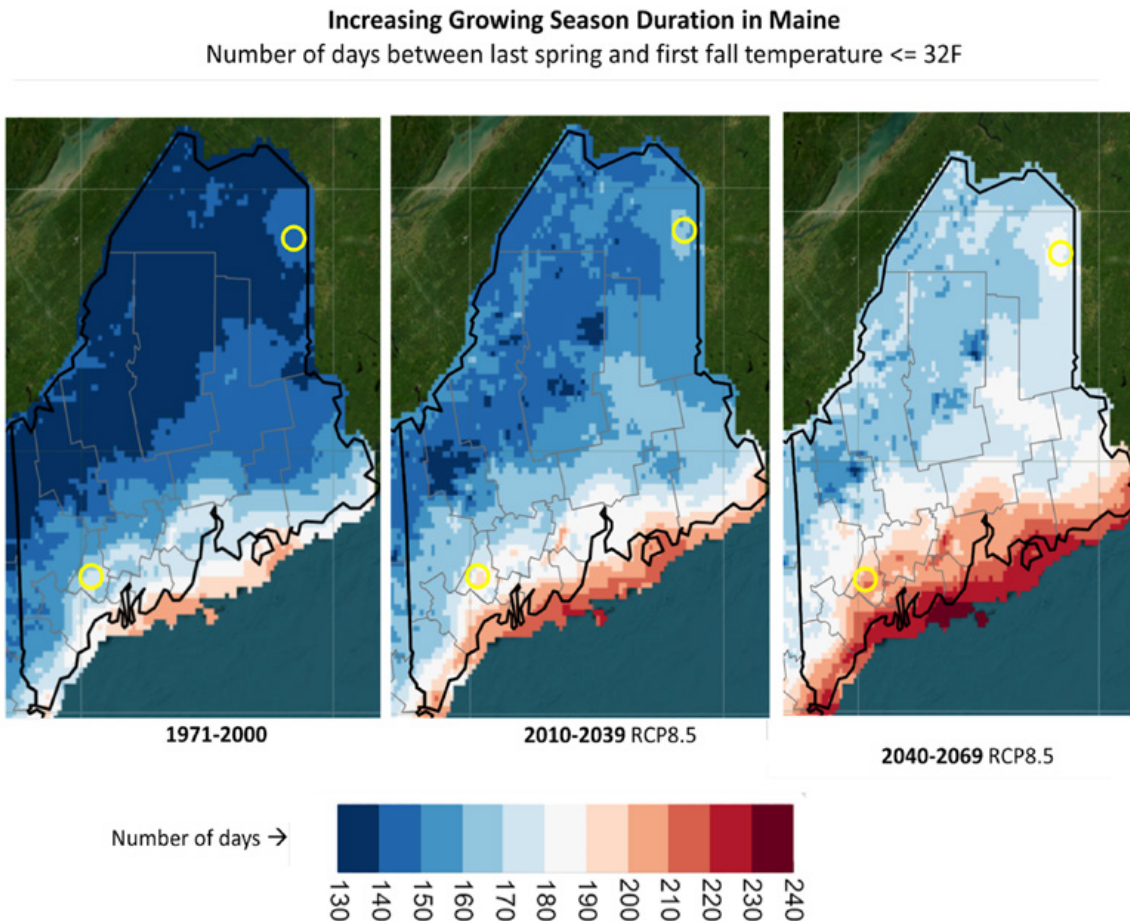 Increasing Growing Season Duration in Maine
Number of days between last spring and first fall temperature <= 32F
1971-2000
2010-2039 RCP8.5
2040-2069 RCP8.5
Number of days →
130 140 150 160 170 180 190 200 210 220 230 240